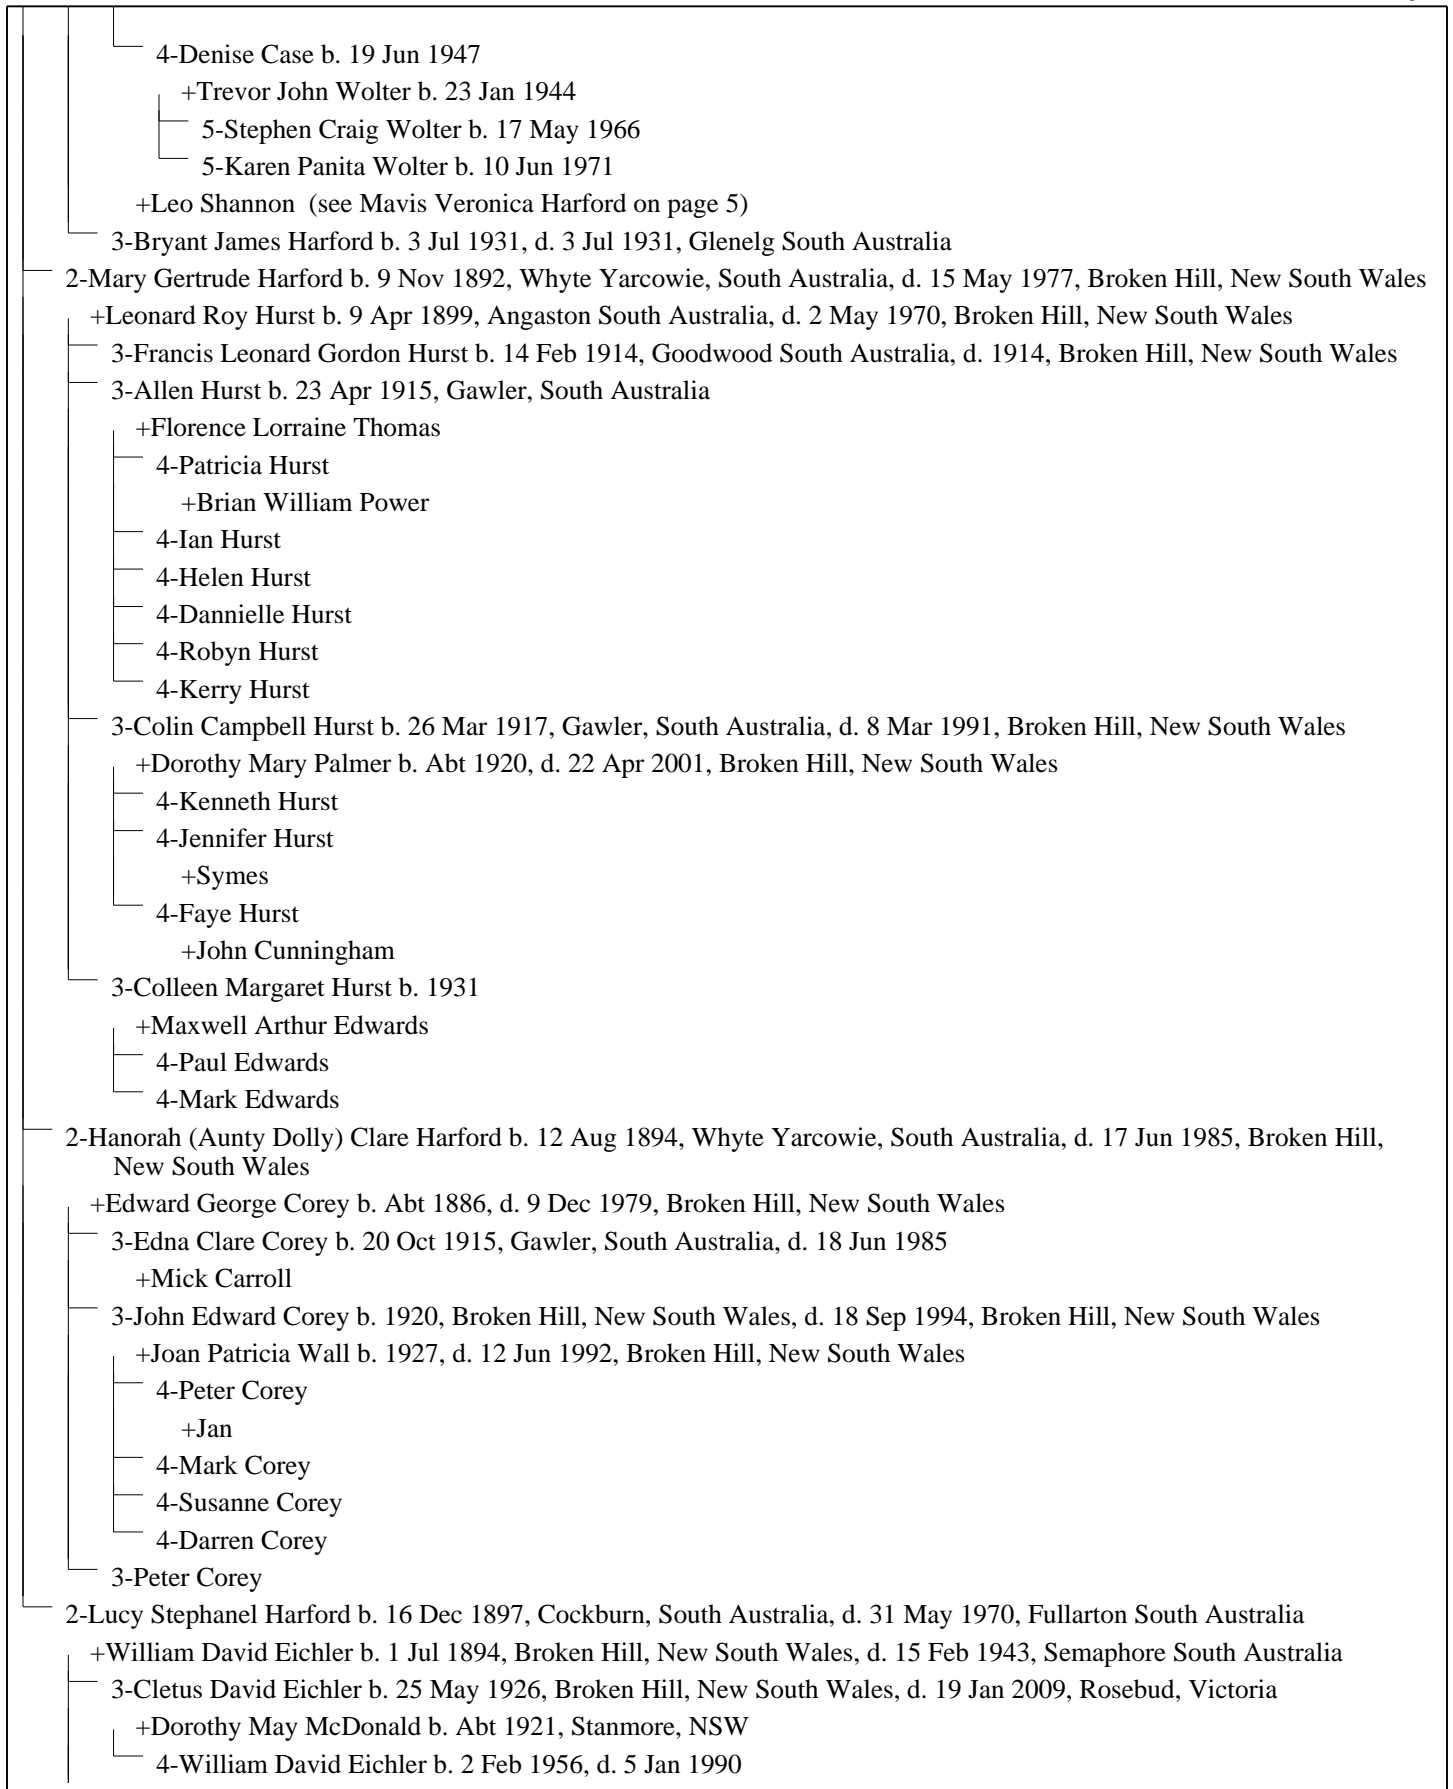 4-Denise Case b. 19 Jun 1947
+Trevor John Wolter b. 23 Jan 1944
5-Stephen Craig Wolter b. 17 May 1966
5-Karen Panita Wolter b. 10 Jun 1971
+Leo Shannon (see Mavis Veronica Harford on page 5)
3-Bryant James Harford b. 3 Jul 1931, d. 3 Jul 1931, Glenelg South Australia
2-Mary Gertrude Harford b. 9 Nov 1892, Whyte Yarcowie, South Australia, d. 15 May 1977, Broken Hill, New South Wales
+Leonard Roy Hurst b. 9 Apr 1899, Angaston South Australia, d. 2 May 1970, Broken Hill, New South Wales
3-Francis Leonard Gordon Hurst b. 14 Feb 1914, Goodwood South Australia, d. 1914, Broken Hill, New South Wales
3-Allen Hurst b. 23 Apr 1915, Gawler, South Australia
+Florence Lorraine Thomas
4-Patricia Hurst
+Brian William Power
4-Ian Hurst
4-Helen Hurst
4-Dannielle Hurst
4-Robyn Hurst
4-Kerry Hurst
3-Colin Campbell Hurst b. 26 Mar 1917, Gawler, South Australia, d. 8 Mar 1991, Broken Hill, New South Wales
+Dorothy Mary Palmer b. Abt 1920, d. 22 Apr 2001, Broken Hill, New South Wales
4-Kenneth Hurst
4-Jennifer Hurst
+Symes
4-Faye Hurst
+John Cunningham
3-Colleen Margaret Hurst b. 1931
+Maxwell Arthur Edwards
4-Paul Edwards
4-Mark Edwards
2-Hanorah (Aunty Dolly) Clare Harford b. 12 Aug 1894, Whyte Yarcowie, South Australia, d. 17 Jun 1985, Broken Hill,
New South Wales
+Edward George Corey b. Abt 1886, d. 9 Dec 1979, Broken Hill, New South Wales
3-Edna Clare Corey b. 20 Oct 1915, Gawler, South Australia, d. 18 Jun 1985
+Mick Carroll
3-John Edward Corey b. 1920, Broken Hill, New South Wales, d. 18 Sep 1994, Broken Hill, New South Wales
+Joan Patricia Wall b. 1927, d. 12 Jun 1992, Broken Hill, New South Wales
4-Peter Corey
+Jan
4-Mark Corey
4-Susanne Corey
4-Darren Corey
3-Peter Corey
2-Lucy Stephanel Harford b. 16 Dec 1897, Cockburn, South Australia, d. 31 May 1970, Fullarton South Australia
+William David Eichler b. 1 Jul 1894, Broken Hill, New South Wales, d. 15 Feb 1943, Semaphore South Australia
3-Cletus David Eichler b. 25 May 1926, Broken Hill, New South Wales, d. 19 Jan 2009, Rosebud, Victoria
+Dorothy May McDonald b. Abt 1921, Stanmore, NSW
4-William David Eichler b. 2 Feb 1956, d. 5 Jan 1990